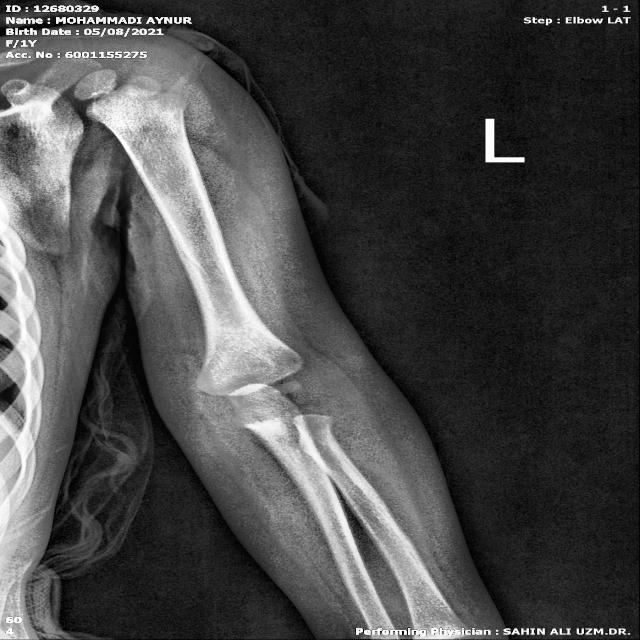 ID : 12680329
Name : MOHAMMADI AYNUR
Birth Date : 05/08/2021
F/1Y
Acc. No : 6001155275
1 - 1
Step : Elbow LAT
L
60
4
Performing Physician : SAHIN ALI UZM.DR.